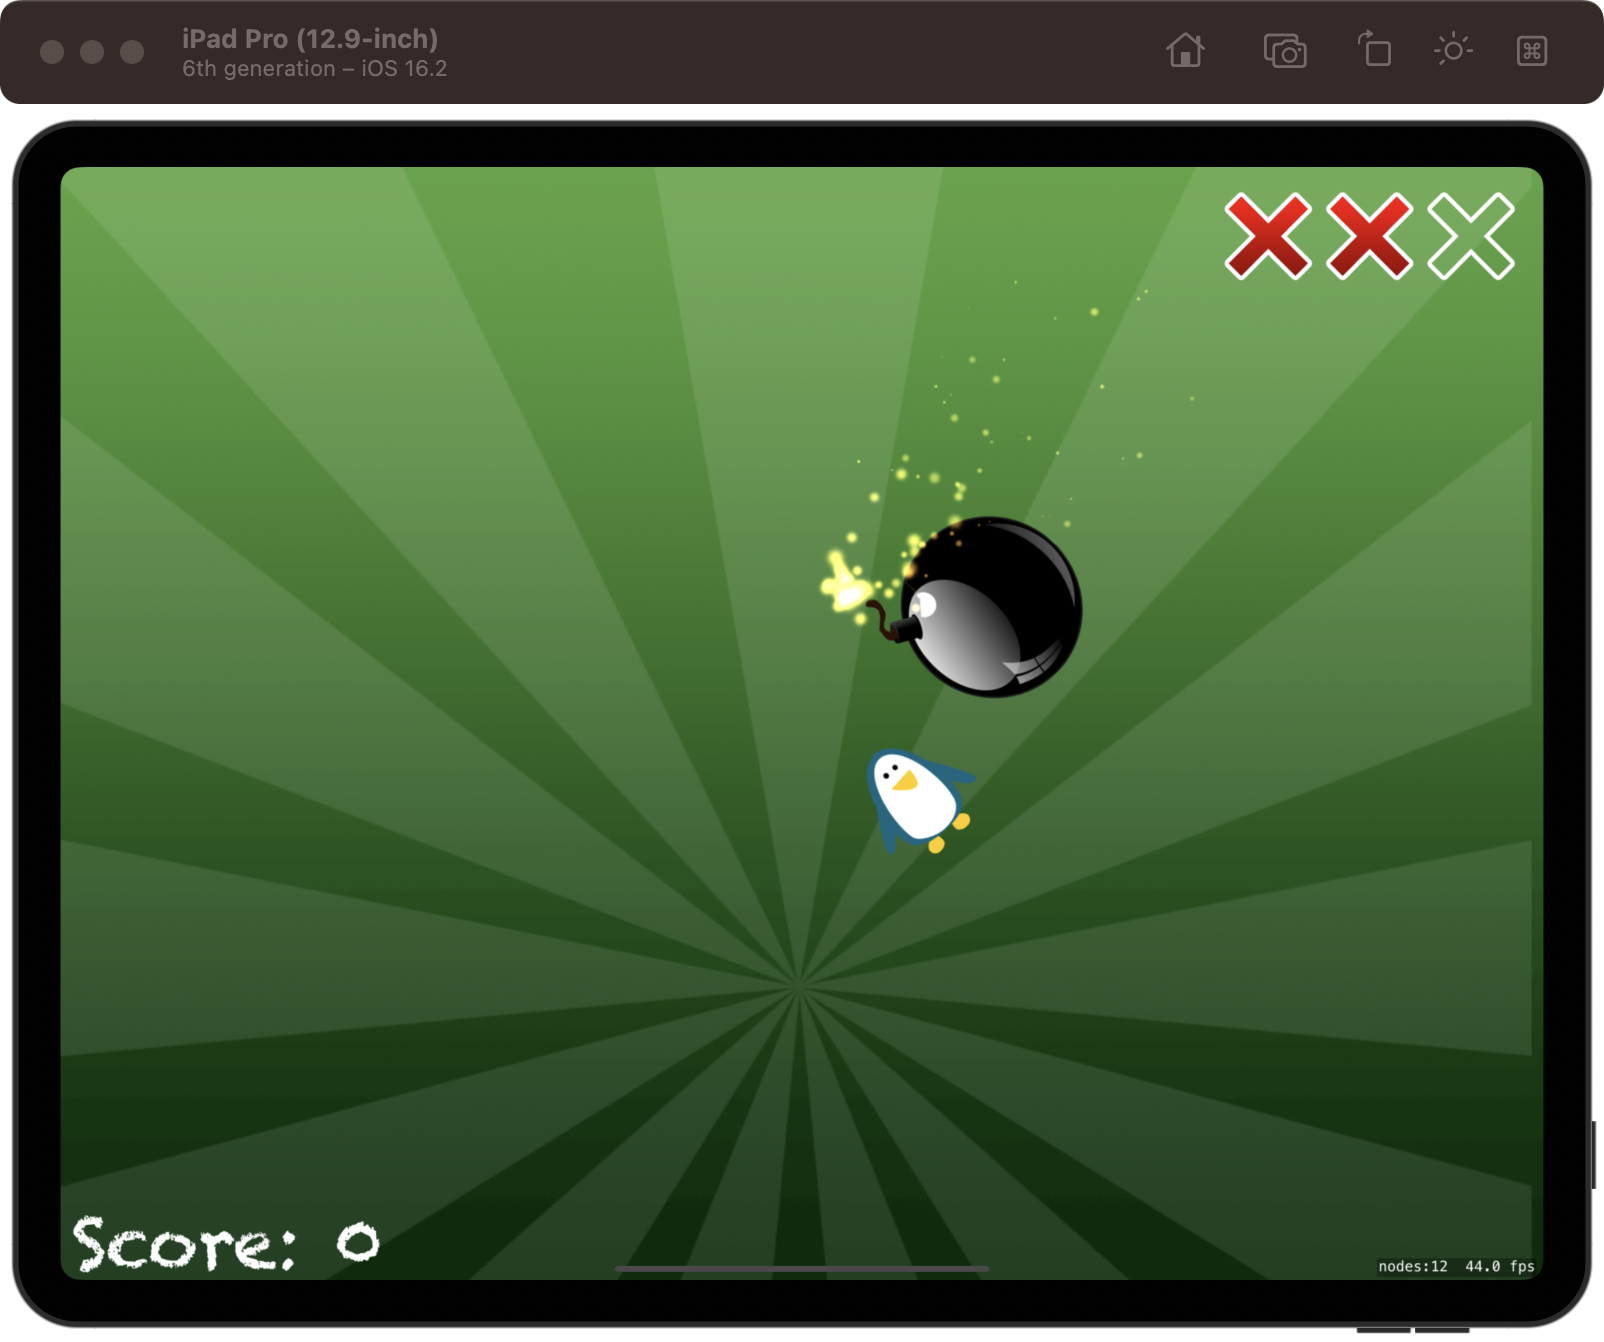 iPad Pro (12.9-inch)
6th generation – iOS 16.2
Score: 0
nodes:12 44.0 fps